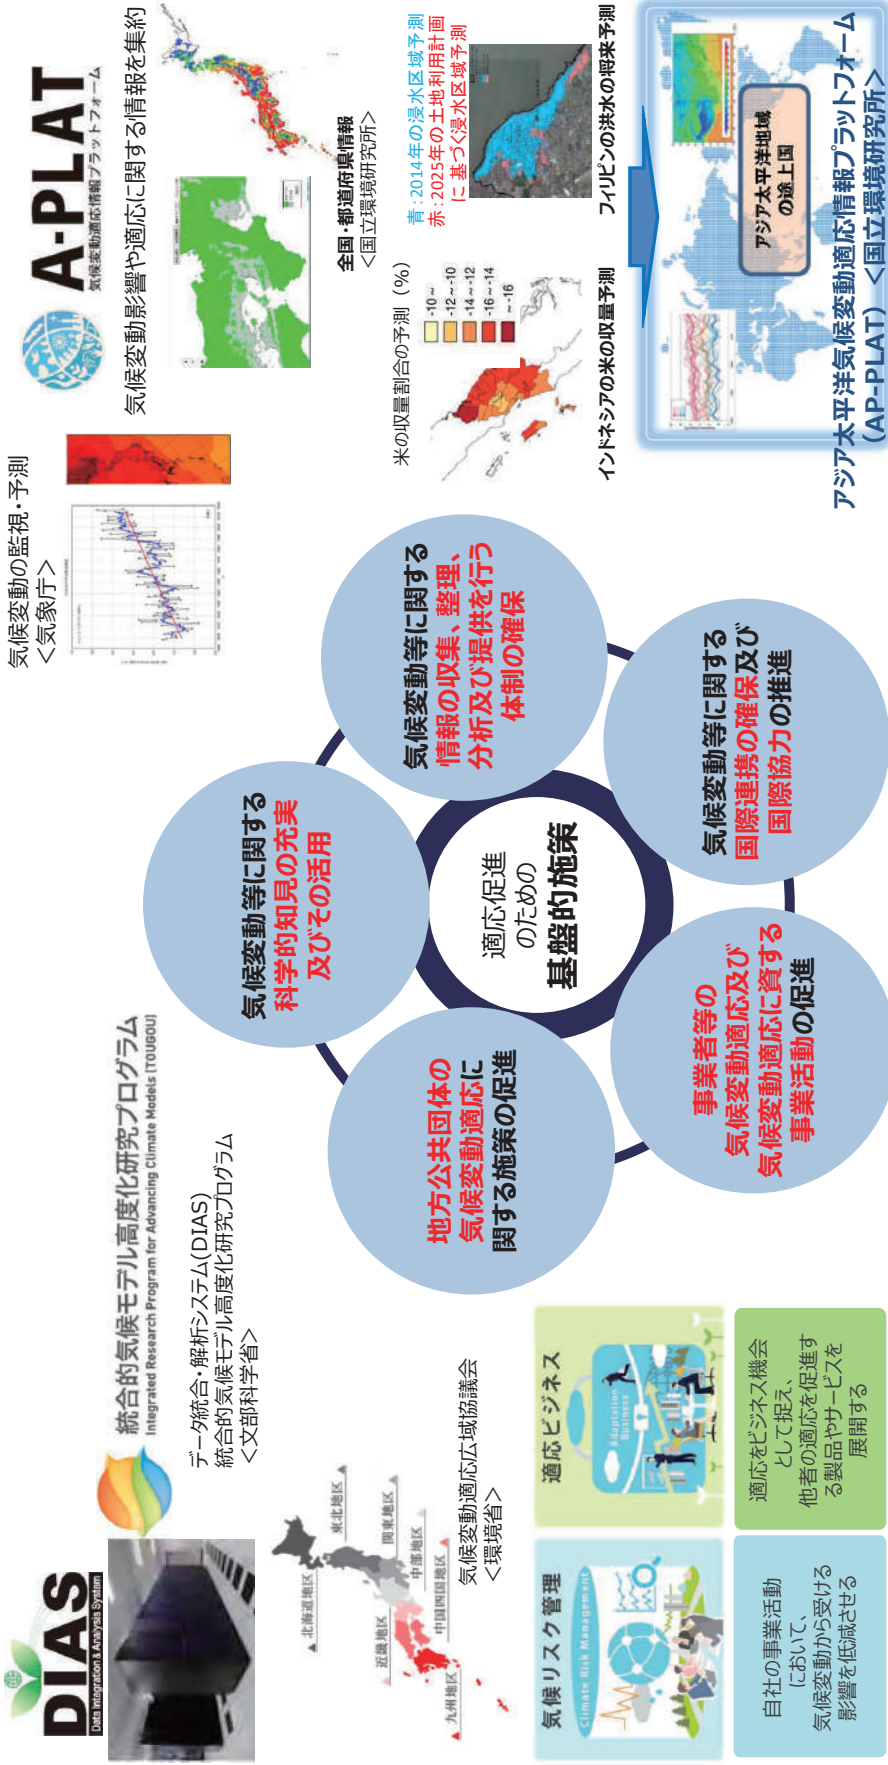 DIAS
Data Integration & Analysis System
統合的気候モデル高度化研究プログラム
Integrated Research Program for Advancing Climate Models (TOUGOU)
データ統合・解析システム(DIAS)
統合的気候モデル高度化研究プログラム
＜文部科学省＞
気候変動の監視・予測
＜気象庁＞
A-PLAT
気候変動適応情報プラットフォーム
気候変動影響や適応に関する情報を集約
全国・都道府県情報
＜国立環境研究所＞
気候変動等に関する
科学的知見の充実
及びその活用
気候変動等に関する
情報の収集、整理、
分析及び提供を行う
体制の確保
気候変動等に関する
国際連携の確保及び
国際協力の推進
事業者等の
気候変動適応及び
気候変動適応に資する
事業活動の促進
地方公共団体の
気候変動適応に
関する施策の促進
適応促進
のための
基盤的施策
北海道地区
東北地区
関東地区
中部地区
近畿地区
中国四国地区
九州地区
気候変動適応広域協議会
＜環境省＞
気候リスク管理
Climate Risk Management
自社の事業活動
において、
気候変動から受ける
影響を低減させる
適応ビジネス
Adaptation
Business
適応をビジネス機会
として捉え、
他者の適応を促進す
る製品やサービスを
展開する
米の収量割合の予測（%）
-10～
-12～-10
-14～-12
-16～-14
～-16
インドネシアの米の収量予測
青：2014年の浸水区域予測
赤：2025年の土地利用計画
に基づく浸水区域予測
フィリピンの洪水の将来予測
アジア太平洋地域
の途上国
アジア太平洋気候変動適応情報プラットフォーム
（AP-PLAT）＜国立環境研究所＞